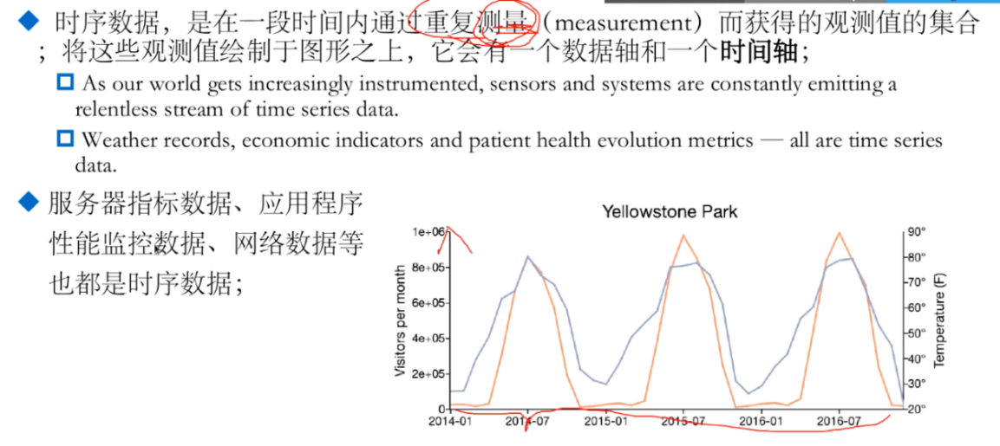 时序数据，是在一段时间内通过重复测量（measurement）而获得的观测值的集合
；将这些观测值绘制于图形之上，它会有一个数据轴和一个时间轴；
As our world gets increasingly instrumented, sensors and systems are constantly emitting a
relentless stream of time series data.
Weather records, economic indicators and patient health evolution metrics — all are time series
data.
服务器指标数据、应用程序
性能监控数据、网络数据等
也都是时序数据；
Yellowstone Park
Visitors per month
1e+06
8e+05
6e+05
4e+05
2e+05
0
90°
80°
70°
60°
50°
40°
30°
20°
Temperature (F)
2014-01 2014-07 2015-01 2015-07 2016-01 2016-07